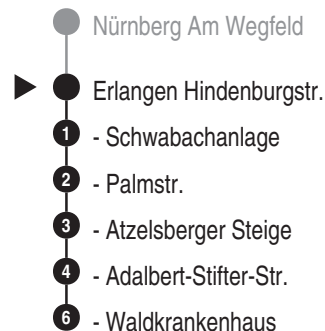 Nürnberg Am Wegfeld
Erlangen Hindenburgstr.
1 - Schwabachanlage
2 - Palmstr.
3 - Atzelsberger Steige
4 - Adalbert-Stifter-Str.
6 - Waldkrankenhaus